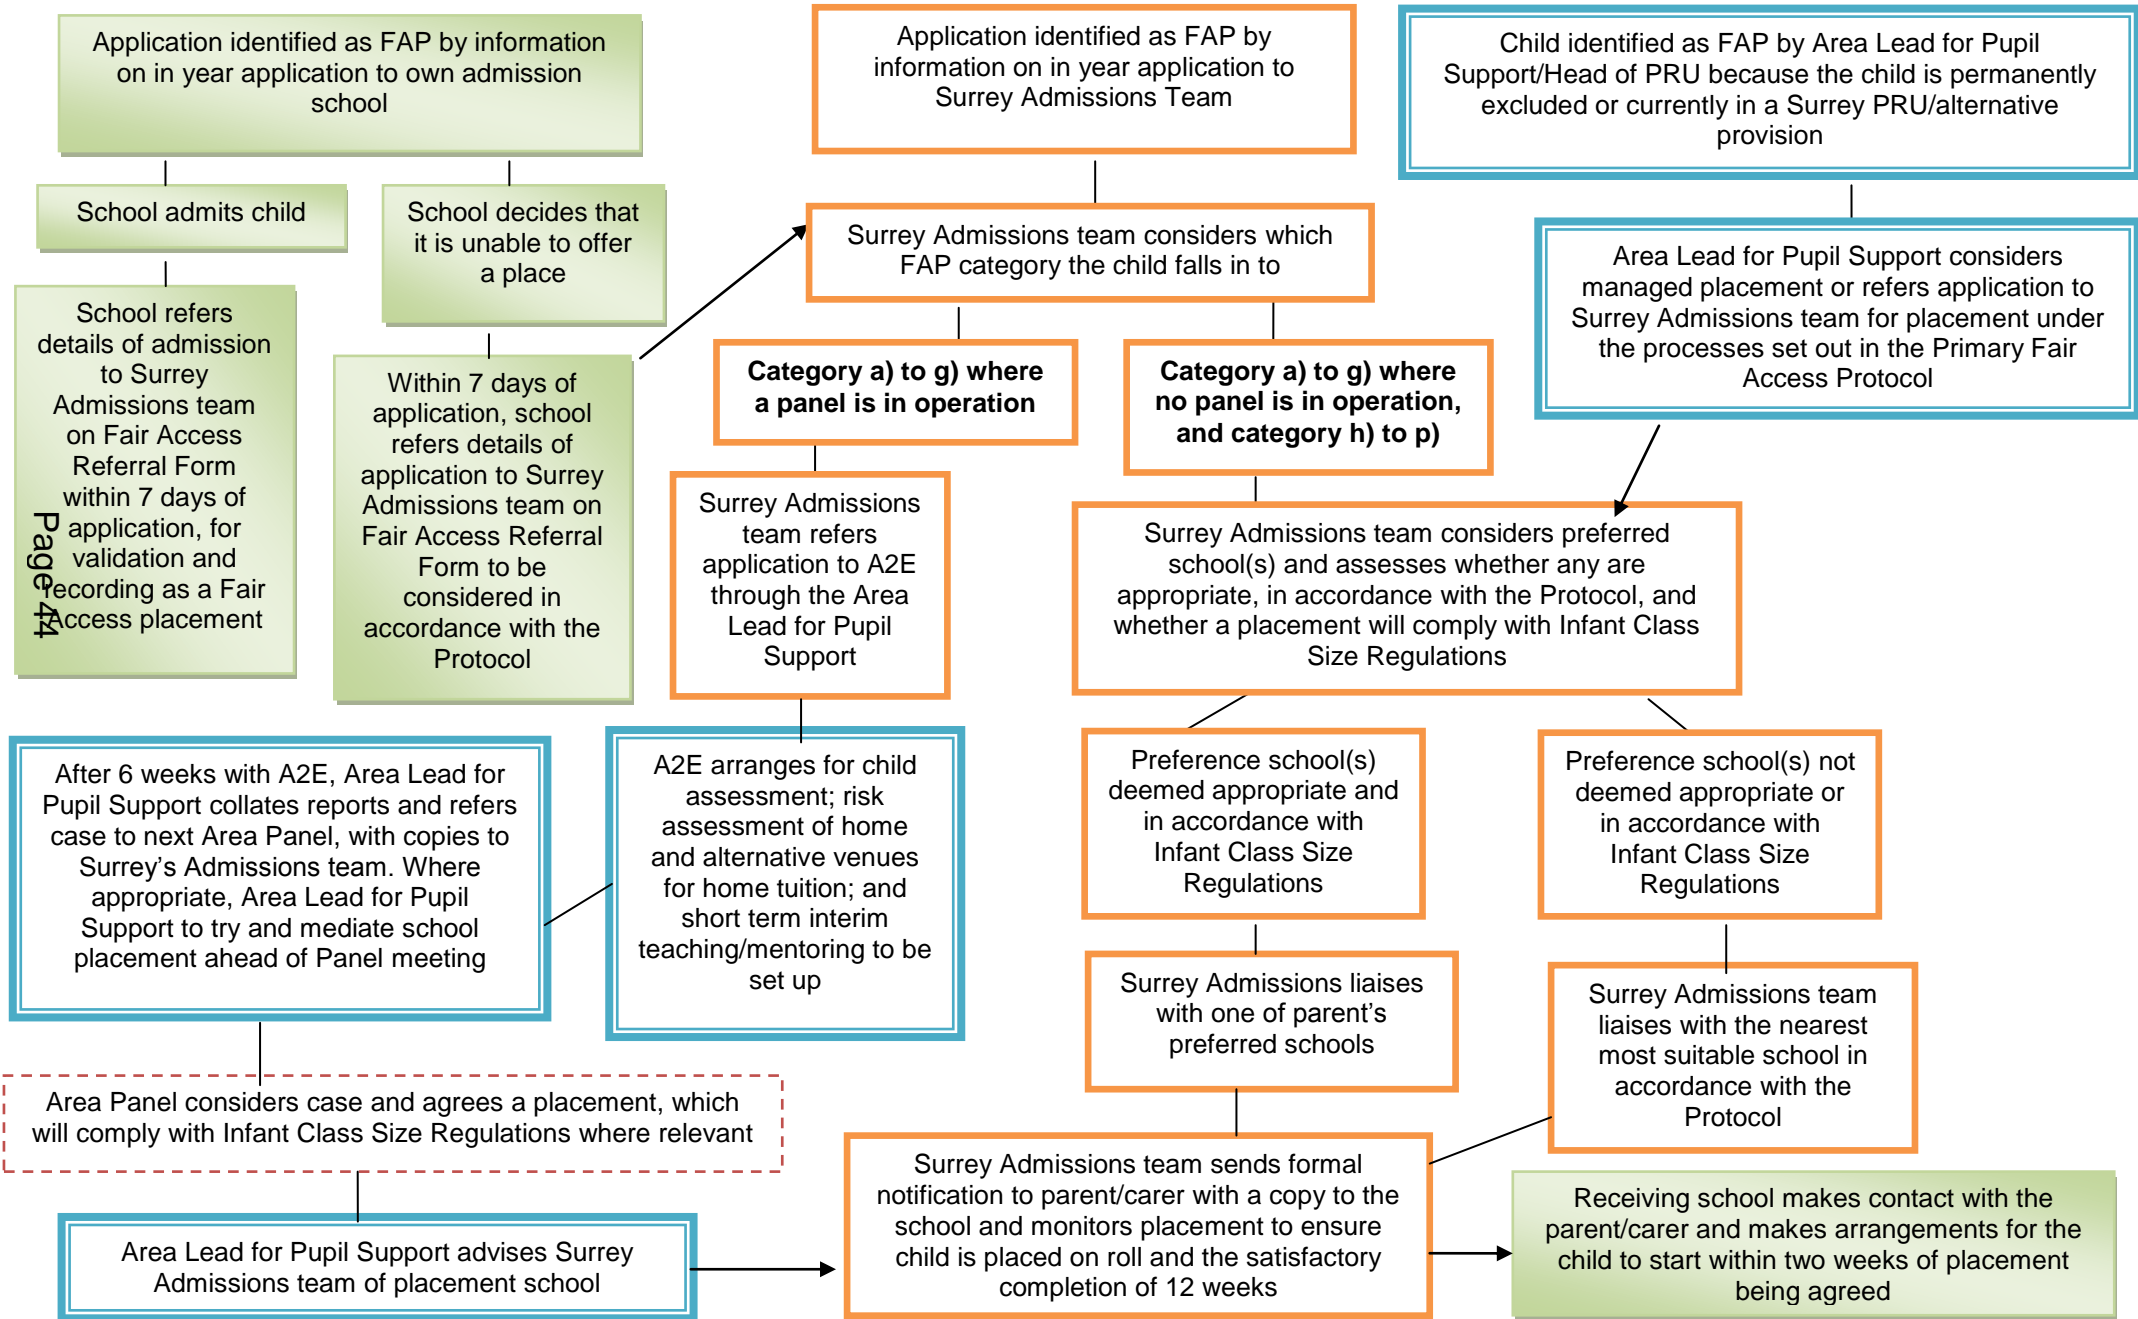 Application identified as FAP by information
on in year application to own admission
school
Application identified as FAP by
information on in year application to
Surrey Admissions Team
Child identified as FAP by Area Lead for Pupil
Support/Head of PRU because the child is permanently
excluded or currently in a Surrey PRU/alternative
provision
School admits child
School decides that
it is unable to offer
a place
Surrey Admissions team considers which
FAP category the child falls in to
Area Lead for Pupil Support considers
managed placement or refers application to
Surrey Admissions team for placement under
the processes set out in the Primary Fair
Access Protocol
School refers
details of admission
to Surrey
Admissions team
on Fair Access
Referral Form
within 7 days of
application, for
validation and
recording as a Fair
Access placement
Page 44
Within 7 days of
application, school
refers details of
application to Surrey
Admissions team on
Fair Access Referral
Form to be
considered in
accordance with the
Protocol
Category a) to g) where
a panel is in operation
Category a) to g) where
no panel is in operation,
and category h) to p)
Surrey Admissions
team refers
application to A2E
through the Area
Lead for Pupil
Support
Surrey Admissions team considers preferred
school(s) and assesses whether any are
appropriate, in accordance with the Protocol, and
whether a placement will comply with Infant Class
Size Regulations
After 6 weeks with A2E, Area Lead for
Pupil Support collates reports and refers
case to next Area Panel, with copies to
Surrey's Admissions team. Where
appropriate, Area Lead for Pupil
Support to try and mediate school
placement ahead of Panel meeting
A2E arranges for child
assessment; risk
assessment of home
and alternative venues
for home tuition; and
short term interim
teaching/mentoring to be
set up
Preference school(s)
deemed appropriate and
in accordance with
Infant Class Size
Regulations
Preference school(s) not
deemed appropriate or
in accordance with
Infant Class Size
Regulations
Surrey Admissions liaises
with one of parent's
preferred schools
Surrey Admissions team
liaises with the nearest
most suitable school in
accordance with the
Protocol
Area Panel considers case and agrees a placement, which
will comply with Infant Class Size Regulations where relevant
Area Lead for Pupil Support advises Surrey
Admissions team of placement school
Surrey Admissions team sends formal
notification to parent/carer with a copy to the
school and monitors placement to ensure
child is placed on roll and the satisfactory
completion of 12 weeks
Receiving school makes contact with the
parent/carer and makes arrangements for the
child to start within two weeks of placement
being agreed